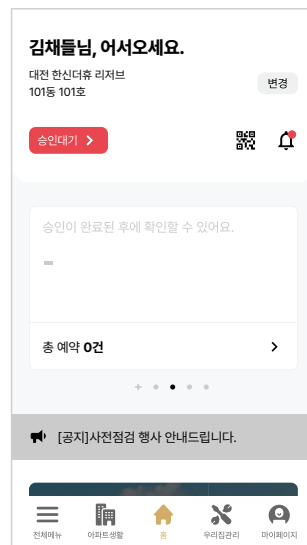 김채들님, 어서오세요.
대전 한신더휴 리저브
101동 101호
변경
승인대기
승인이 완료된 후에 확인할 수 있어요.
-
총 예약 0건
[공지]사전점검 행사 안내드립니다.
전체메뉴
아파트생활
홈
우리집관리
마이페이지